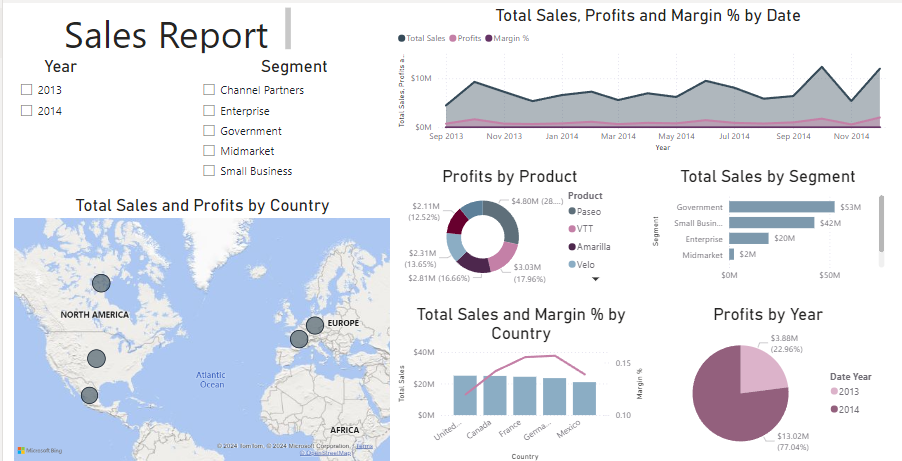 Sales Report
Year
2013
2014
Segment
Channel Partners
Enterprise
Government
Midmarket
Small Business
Total Sales, Profits and Margin % by Date
Total Sales Profits Margin %
Total Sales, Profits a..
$10M
$0M
Sep 2013 Nov 2013 Jan 2014 Mar 2014 May 2014 Jul 2014 Sep 2014 Nov 2014
Year
Total Sales and Profits by Country
NORTH AMERICA
EUROPE
Atlantic
Ocean
AFRICA
Microsoft Bing
© 2024 TomTom, © 2024 Microsoft Corporation, Terms
© OpenStreetMap
Profits by Product
$4.80M (28....)
$3.03M
(17.96%)
$2.81M (16.66%)
$2.31M
(13.65%)
$2.11M
(12.52%)
Product
Paseo
VTT
Amarilla
Velo
Total Sales by Segment
Segment
Government $53M
Small Busin... $42M
Enterprise $20M
Midmarket $2M
$0M $50M
Total Sales and Margin % by
Country
Total Sales
$40M
$20M
$0M
0.15
0.10
Margin %
United... Canada France Germa... Mexico
Country
Profits by Year
$3.88M
(22.96%)
$13.02M
(77.04%)
Date Year
2013
2014